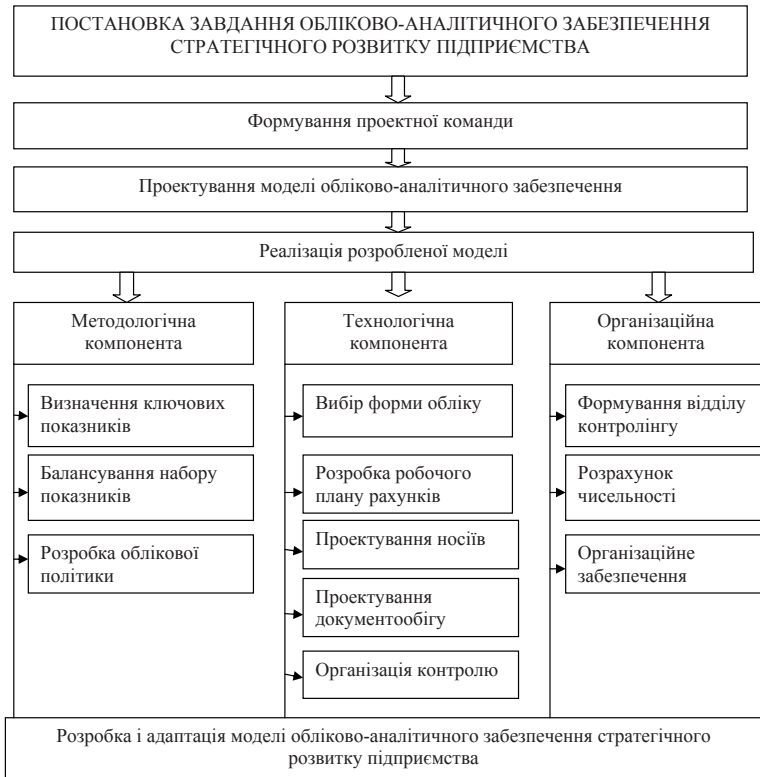 ПОСТАНОВКА ЗАВДАННЯ ОБЛІКОВО-АНАЛІТИЧНОГО ЗАБЕЗПЕЧЕННЯ
СТРАТЕГІЧНОГО РОЗВИТКУ ПІДПРИЄМСТВА
Формування проектної команди
Проектування моделі обліково-аналітичного забезпечення
Реалізація розробленої моделі
Методологічна
компонента
Визначення ключових
показників
Балансування набору
показників
Розробка облікової
політики
Технологічна
компонента
Вибір форми обліку
Розробка робочого
плану рахунків
Проектування носіїв
Проектування
документообігу
Організація контролю
Організаційна
компонента
Формування відділу
контролінгу
Розрахунок
чисельності
Організаційне
забезпечення
Розробка і адаптація моделі обліково-аналітичного забезпечення стратегічного
розвитку підприємства